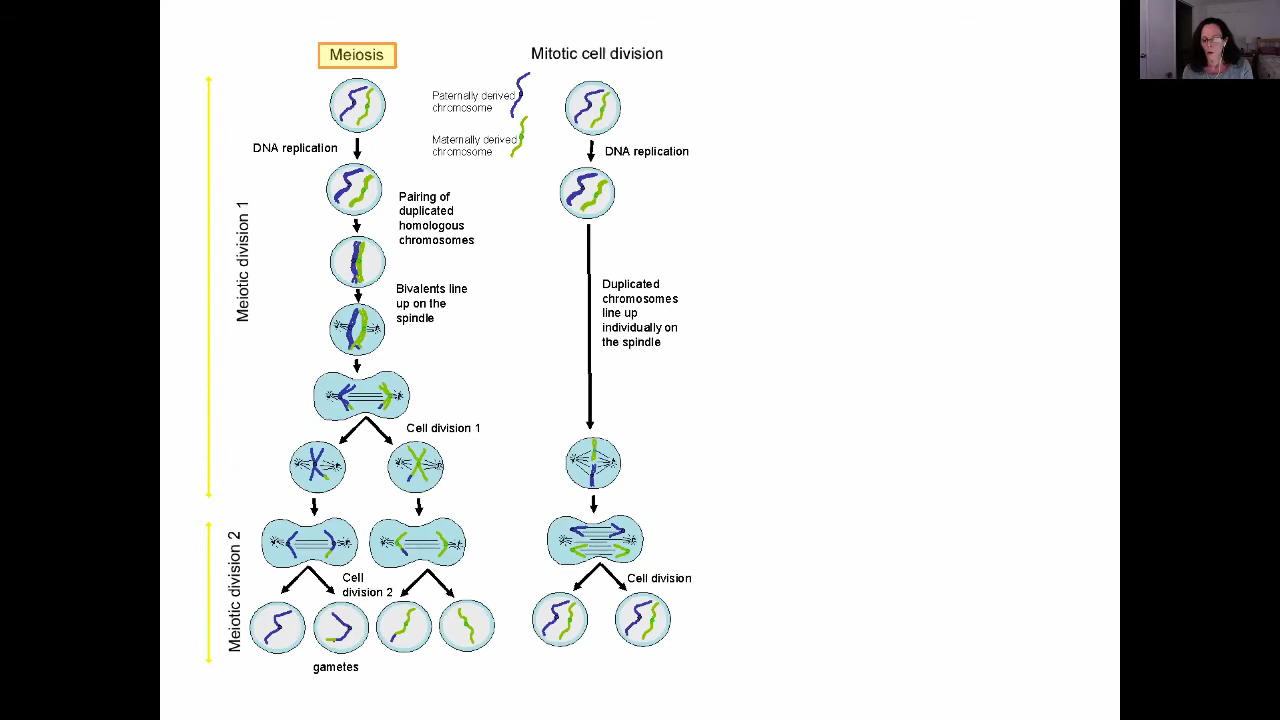 Meiosis
Mitotic cell division
Paternally derived
chromosome
Maternally derived
chromosome
DNA replication
DNA replication
Pairing of
duplicated
homologous
chromosomes
Bivalents line
up on the
spindle
Duplicated
chromosomes
line up
individually on
the spindle
Meiotic division 1
Cell division 1
Meiotic division 2
Cell
division 2
Cell division
gametes